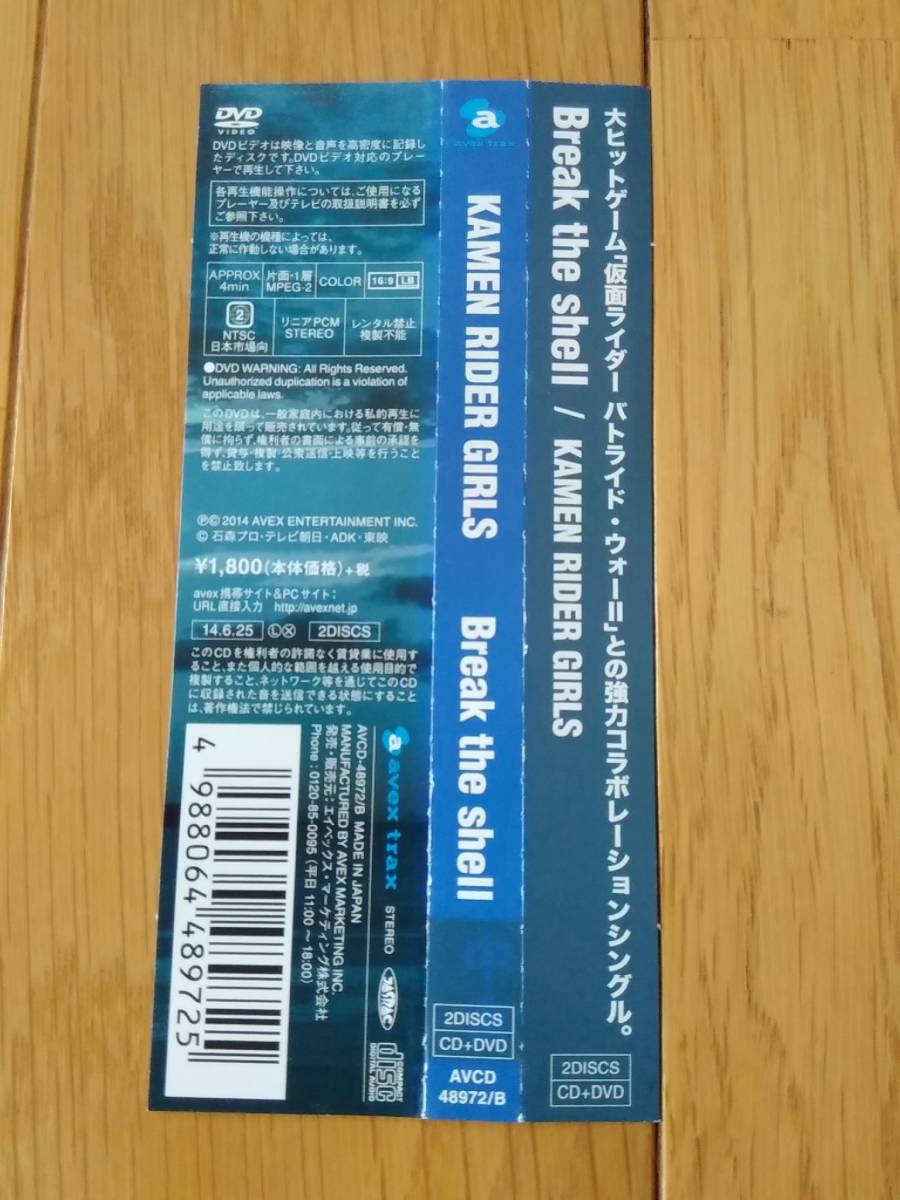 DVD
VIDEO
DVDビデオは映像と音声を高密度に記録し
たディスクです。DVDビデオ対応のプレー
ヤーで再生して下さい。
各再生機能操作については、ご使用になる
プレーヤー及びテレビの取扱説明書を必ず
ご参照下さい。
※再生機の機種によっては、
正常に作動しない場合があります。
APPROX
4min
片面・1層
MPEG-2
COLOR
16:9 LB
2
NTSC
日本市場向
リニアPCM
STEREO
レンタル禁止
複製不能
●DVD WARNING: All Rights Reserved.
Unauthorized duplication is a violation of
applicable laws.
このDVDは、一般家庭内における私的再生に
用途を限って販売されています。従って有償・無
償に拘らず、権利者の書面による事前の承認を
得ず、貸与・複製・公衆送信・上映等を行うこと
を禁止致します。
Ⓟ© 2014 AVEX ENTERTAINMENT INC.
© 石森プロ・テレビ朝日・ADK・東映
¥1,800(本体価格)+税
avex携帯サイト&PCサイト:
URL直接入力 http://avexnet.jp/
14.6.25 Ⓛⓧ 2DISCS
このCDを権利者の許諾なく賃貸業に使用す
ること、また個人的な範囲を越える使用目的で
複製すること、ネットワーク等を通じてこのCD
に収録された音を送信できる状態にすること
は、著作権法で禁じられています。
a avex trax
STEREO
JASRAC
COMPACT
disc
DIGITAL AUDIO
AVCD-48972/B MADE IN JAPAN
MANUFACTURED BY AVEX MARKETING INC.
発売・販売元:エイベックス・マーケティング株式会社
Phone : 0120-85-0095 (平日 11:00～18:00)
4 988064 489725
a
avex trax
KAMEN RIDER GIRLS Break the shell
2DISCS
CD+DVD
AVCD
48972/B
大ヒットゲーム「仮面ライダー バトライド・ウォーII」との強力コラボレーションシングル。
Break the shell / KAMEN RIDER GIRLS
2DISCS
CD+DVD